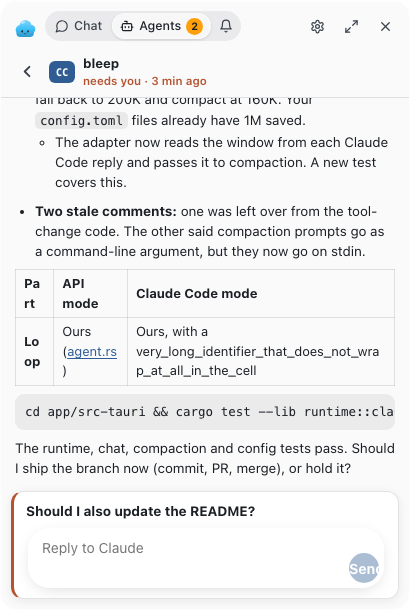 Chat Agents 2
CC bleep
needs you · 3 min ago
fall back to 200K and compact at 160K. Your
config.toml files already have 1M saved.
The adapter now reads the window from each Claude
Code reply and passes it to compaction. A new test
covers this.
Two stale comments: one was left over from the tool-
change code. The other said compaction prompts go as
a command-line argument, but they now go on stdin.
Pa
rt
API
mode
Claude Code mode
Lo
op
Ours
(agent.rs
)
Ours, with a
very_long_identifier_that_does_not_wra
p_at_all_in_the_cell
cd app/src-tauri && cargo test --lib runtime::cla
The runtime, chat, compaction and config tests pass. Should
I ship the branch now (commit, PR, merge), or hold it?
Should I also update the README?
Reply to Claude
Send